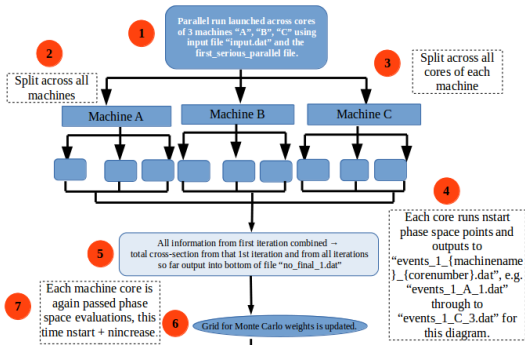 1
Parallel run launched across cores
of 3 machines "A", "B", "C" using
input file "input.dat" and the
first_serious_parallel file.
2
Split across all
machines
3
Split across all
cores of each
machine
Machine A
Machine B
Machine C
4
Each core runs nstart
phase space points and
outputs to
"events_1_{machinename
}_{corenumber}.dat", e.g.
"events_1_A_1.dat"
through to
"events_1_C_3.dat" for
this diagram.
5
All information from first iteration combined →
total cross-section from that 1st iteration and from all iterations
so far output into bottom of file "no_final_1.dat"
7
Each machine core is
again passed phase
space evaluations, this
time nstart + nincrease
6
Grid for Monte Carlo weights is updated.